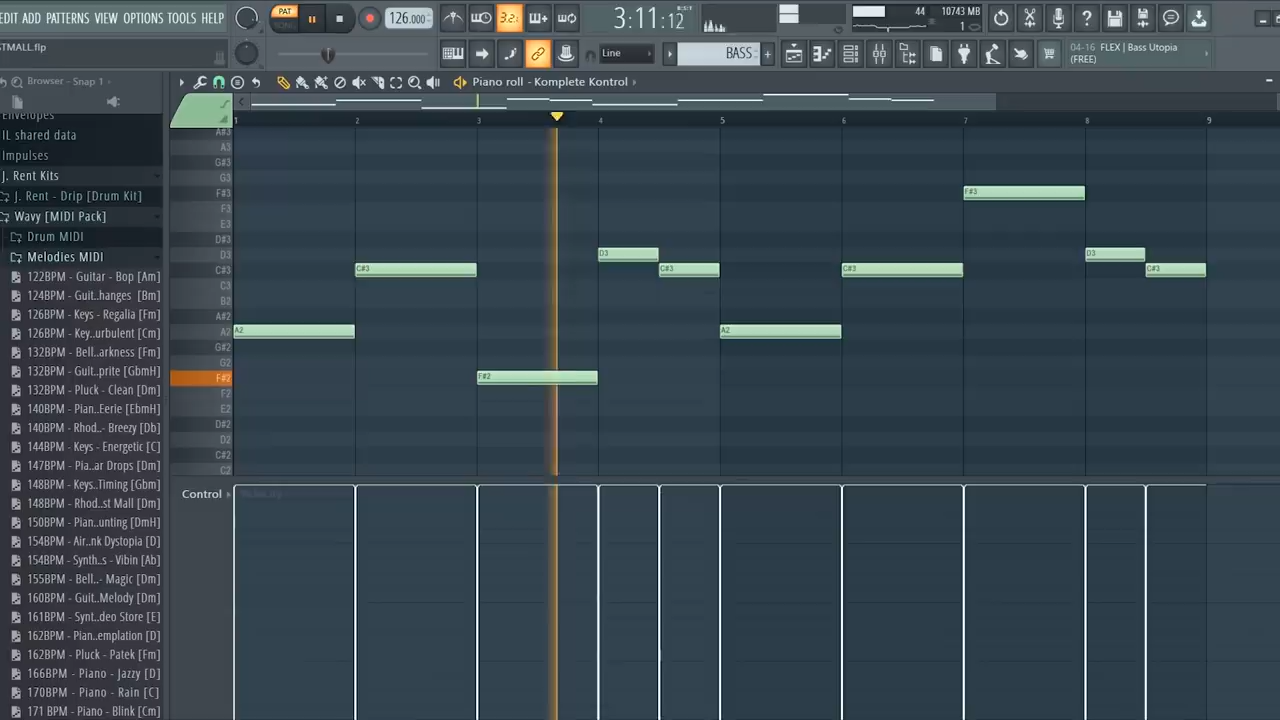 EDIT ADD PATTERNS VIEW OPTIONS TOOLS HELP
PAT
126.000
3:11:12
44
10743 MB
1
STMALL.flp
Line
BASS
04-16 FLEX | Bass Utopia
(FREE)
Browser - Snap 1
Piano roll - Komplete Kontrol
Envelopes
IL shared data
Impulses
J. Rent Kits
J. Rent - Drip [Drum Kit]
Wavy [MIDI Pack]
Drum MIDI
Melodies MIDI
122BPM - Guitar - Bop [Am]
124BPM - Guit..hanges [Bm]
126BPM - Keys - Regalia [Fm]
126BPM - Key..urbulent [Cm]
132BPM - Bell..arkness [Fm]
132BPM - Guit..prite [GbmH]
132BPM - Pluck - Clean [Dm]
140BPM - Pian..Eerie [EbmH]
140BPM - Rhod..- Breezy [Db]
144BPM - Keys - Energetic [C]
147BPM - Pia..ar Drops [Dm]
148BPM - Keys..Timing [Gbm]
148BPM - Rhod..st Mall [Dm]
150BPM - Pian..unting [DmH]
154BPM - Air..nk Dystopia [D]
154BPM - Synth..s - Vibin [Ab]
155BPM - Bell..- Magic [Dm]
160BPM - Guit..Melody [Dm]
161BPM - Synt..deo Store [E]
162BPM - Pian..emplation [D]
162BPM - Pluck - Patek [Fm]
166BPM - Piano - Jazzy [D]
170BPM - Piano - Rain [C]
171 BPM - Piano - Blink [Cm]
1 2 3 4 5 6 7 8 9
A#3
A3
G#3
G3
F#3 F#3
F3
E3
D#3
D3 D3 D3
C#3 C#3 C#3 C#3 C#3
C3
B2
A#2
A2 A2 A2
G#2
G2
F#2 F#2
F2
E2
D#2
D2
C#2
C2
Control